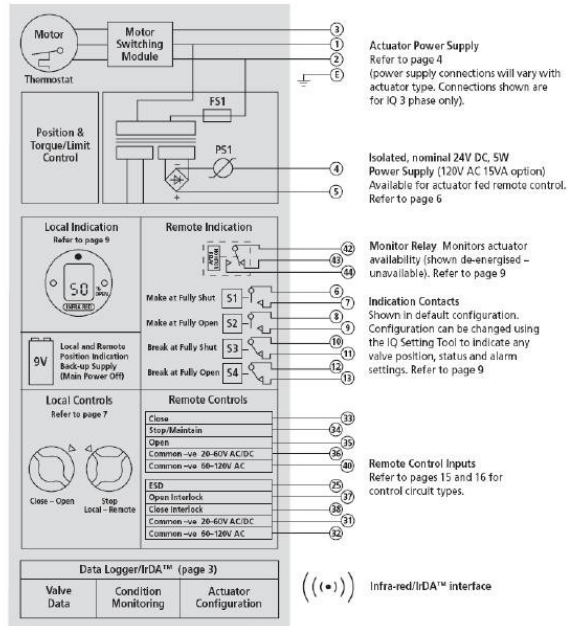 Motor
Thermostat
Motor
Switching
Module
3
1
2
E
Actuator Power Supply
Refer to page 4
(power supply connections will vary with
actuator type. Connections shown are
for IQ 3 phase only).
Position &
Torque/Limit
Control
FS1
PS1
−
+
4
5
Isolated, nominal 24V DC, 5W
Power Supply (120V AC 15VA option)
Available for actuator fed remote control.
Refer to page 6
Local Indication
Refer to page 9
50
% OPEN
INFRA RED
Remote Indication
42
43
44
Monitor Relay Monitors actuator
availability (shown de-energised –
unavailable). Refer to page 9
Make at Fully Shut S1
6
7
Make at Fully Open S2
8
9
Break at Fully Shut S3
10
11
Break at Fully Open S4
12
13
Indication Contacts
Shown in default configuration.
Configuration can be changed using
the IQ Setting Tool to indicate any
valve position, status and alarm
settings. Refer to page 9
9V
Local and Remote
Position Indication
Back-up Supply
(Main Power Off)
Local Controls
Refer to page 7
Close – Open
Stop
Local – Remote
Remote Controls
Close 33
Stop/Maintain 34
Open 35
Common –ve 20-60V AC/DC 36
Common –ve 60–120V AC 40
ESD 25
Open Interlock 37
Close Interlock 38
Common –ve 20-60V AC/DC 31
Common –ve 60–120V AC 32
Remote Control Inputs
Refer to pages 15 and 16 for
control circuit types.
Data Logger/IrDA™ (page 3)
Valve
Data
Condition
Monitoring
Actuator
Configuration
Infra-red/IrDA™ interface